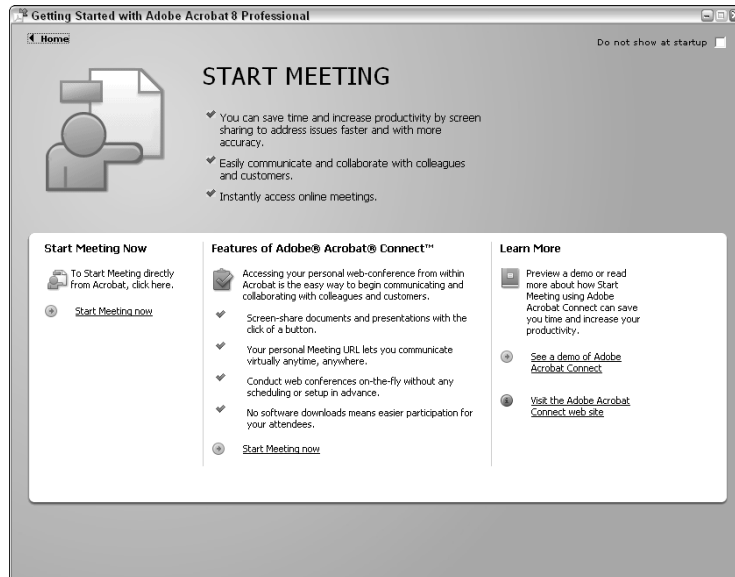 Getting Started with Adobe Acrobat 8 Professional
Home
Do not show at startup
START MEETING
You can save time and increase productivity by screen
sharing to address issues faster and with more
accuracy.
Easily communicate and collaborate with colleagues
and customers.
Instantly access online meetings.
Start Meeting Now
To Start Meeting directly
from Acrobat, click here.
Start Meeting now
Features of Adobe® Acrobat® Connect™
Accessing your personal web-conference from within
Acrobat is the easy way to begin communicating and
collaborating with colleagues and customers.
Screen-share documents and presentations with the
click of a button.
Your personal Meeting URL lets you communicate
virtually anytime, anywhere.
Conduct web conferences on-the-fly without any
scheduling or setup in advance.
No software downloads means easier participation for
your attendees.
Start Meeting now
Learn More
Preview a demo or read
more about how Start
Meeting using Adobe
Acrobat Connect can save
you time and increase your
productivity.
See a demo of Adobe
Acrobat Connect
Visit the Adobe Acrobat
Connect web site